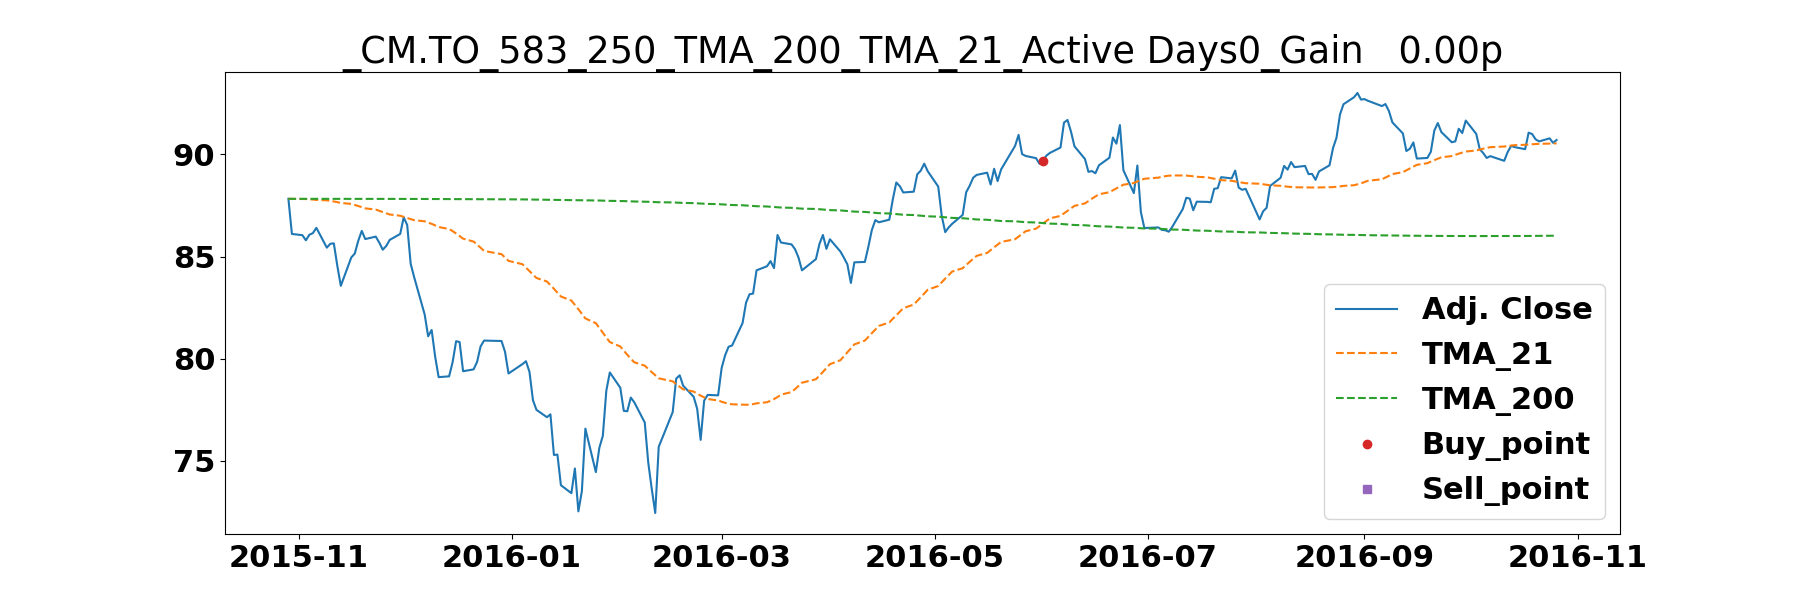 _CM.TO_583_250_TMA_200_TMA_21_Active Days0_Gain   0.00p
90
85
80
75
2015-11 2016-01 2016-03 2016-05 2016-07 2016-09 2016-11
Adj. Close
TMA_21
TMA_200
Buy_point
Sell_point